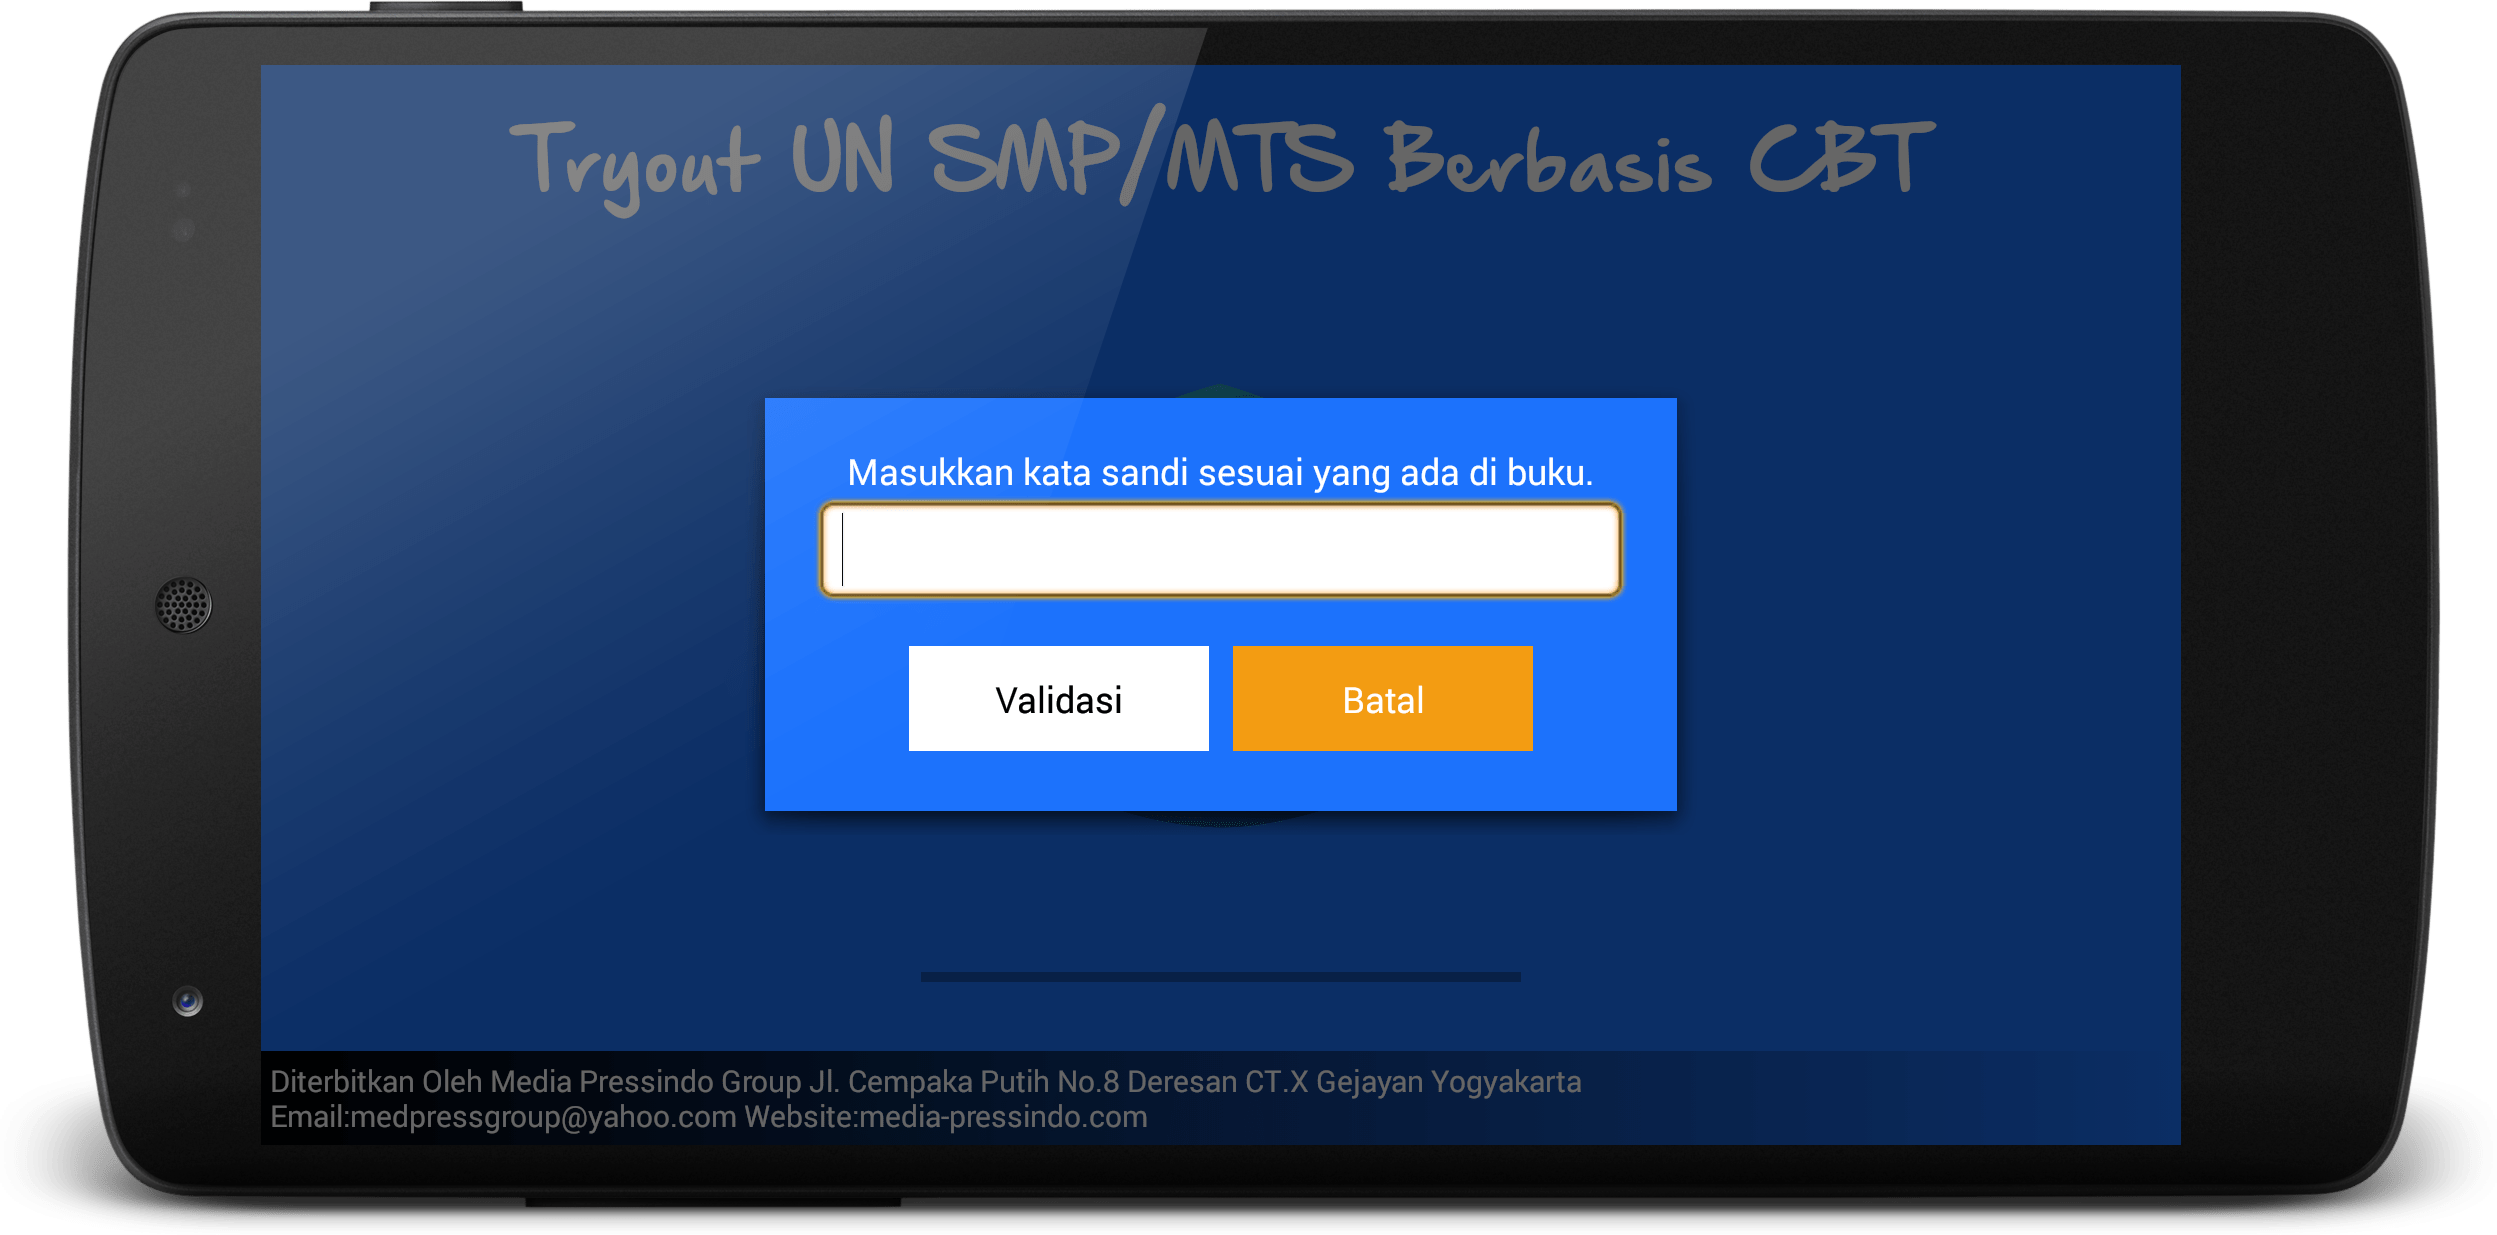 Tryout UN SMP/MTS Berbasis CBT
Masukkan kata sandi sesuai yang ada di buku.
Validasi
Batal
Diterbitkan Oleh Media Pressindo Group Jl. Cempaka Putih No.8 Deresan CT.X Gejayan Yogyakarta
Email:medpressgroup@yahoo.com Website:media-pressindo.com